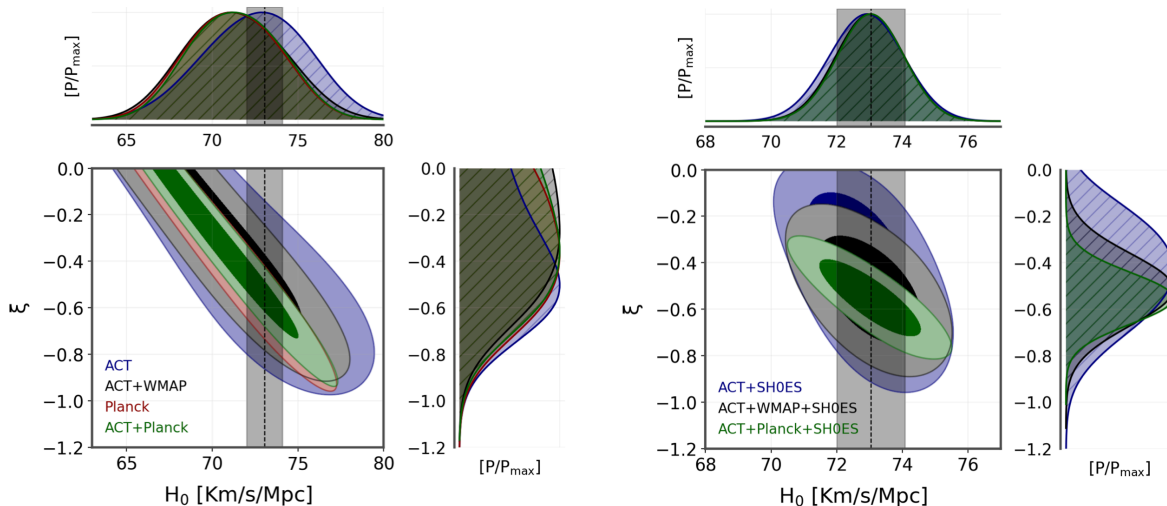 [P/Pmax]
65 70 75 80
0.0
−0.2
−0.4
−0.6
−0.8
−1.0
−1.2
ξ
ACT
ACT+WMAP
Planck
ACT+Planck
65 70 75 80
H0 [Km/s/Mpc]
0.0
−0.2
−0.4
−0.6
−0.8
−1.0
−1.2
[P/Pmax]
[P/Pmax]
68 70 72 74 76
0.0
−0.2
−0.4
−0.6
−0.8
−1.0
−1.2
ξ
ACT+SH0ES
ACT+WMAP+SH0ES
ACT+Planck+SH0ES
68 70 72 74 76
H0 [Km/s/Mpc]
0.0
−0.2
−0.4
−0.6
−0.8
−1.0
−1.2
[P/Pmax]